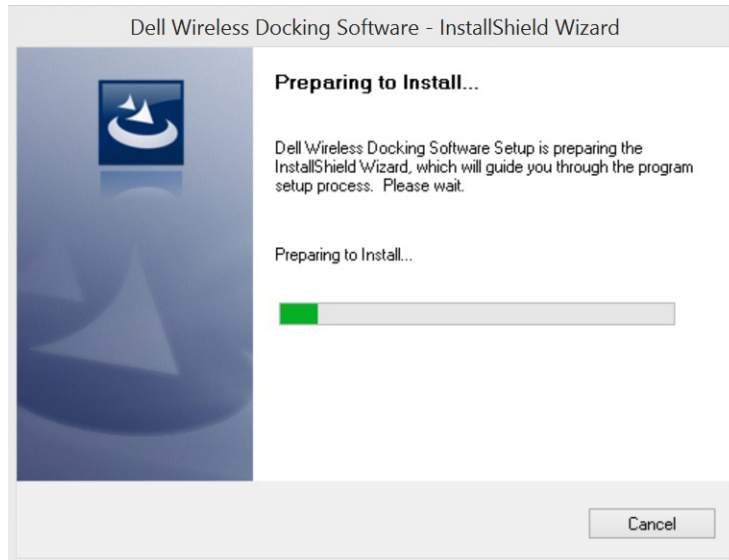 Dell Wireless Docking Software - InstallShield Wizard
Preparing to Install...
Dell Wireless Docking Software Setup is preparing the
InstallShield Wizard, which will guide you through the program
setup process.  Please wait.
Preparing to Install...
Cancel